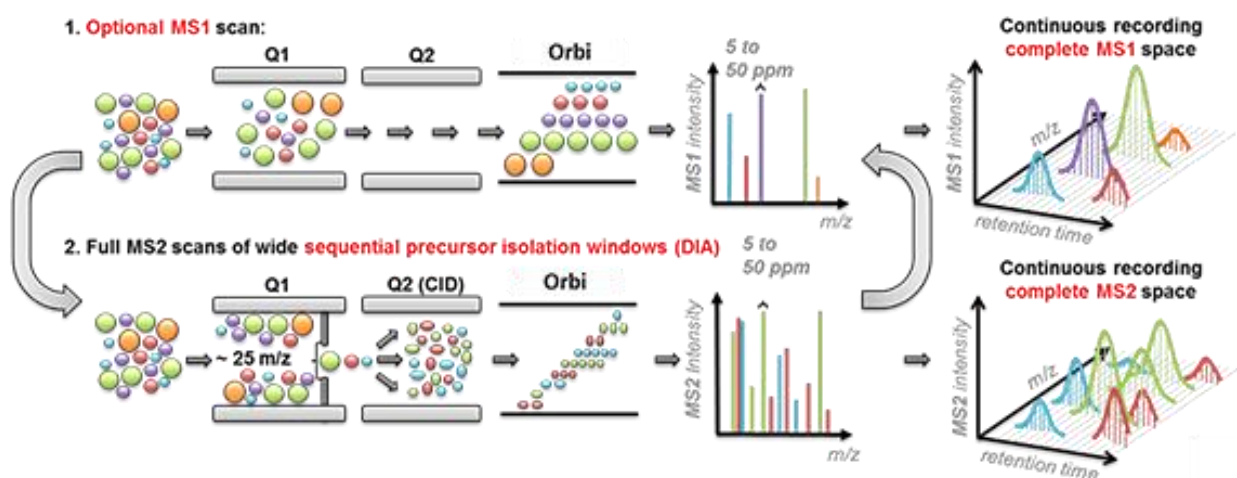 1. Optional MS1 scan:
Q1
Q2
Orbi
5 to
50 ppm
MS1 intensity
m/z
Continuous recording
complete MS1 space
MS1 intensity
m/z
retention time
2. Full MS2 scans of wide sequential precursor isolation windows (DIA)
Q1
Q2 (CID)
Orbi
~ 25 m/z
5 to
50 ppm
MS2 Intensity
m/z
Continuous recording
complete MS2 space
MS2 intensity
m/z
retention time